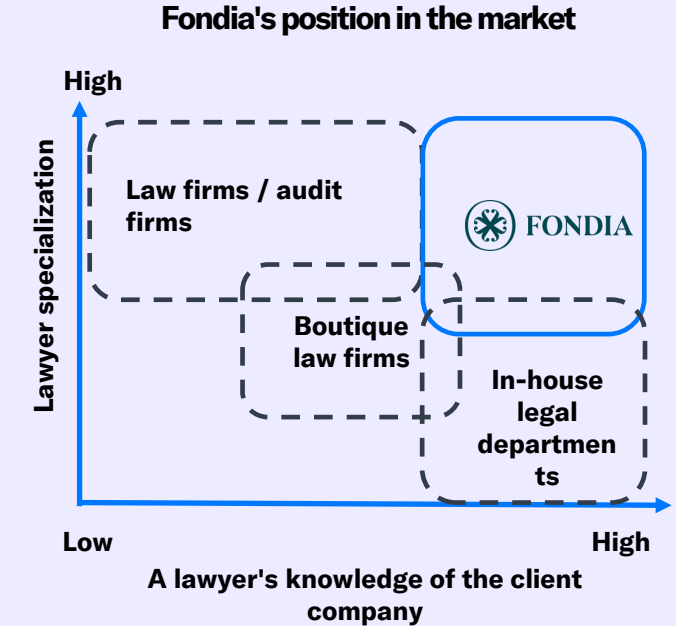 Fondia's position in the market
High
Lawyer specialization
Law firms / audit
firms
FONDIA
Boutique
law firms
In-house
legal
departmen
ts
Low
High
A lawyer's knowledge of the client
company